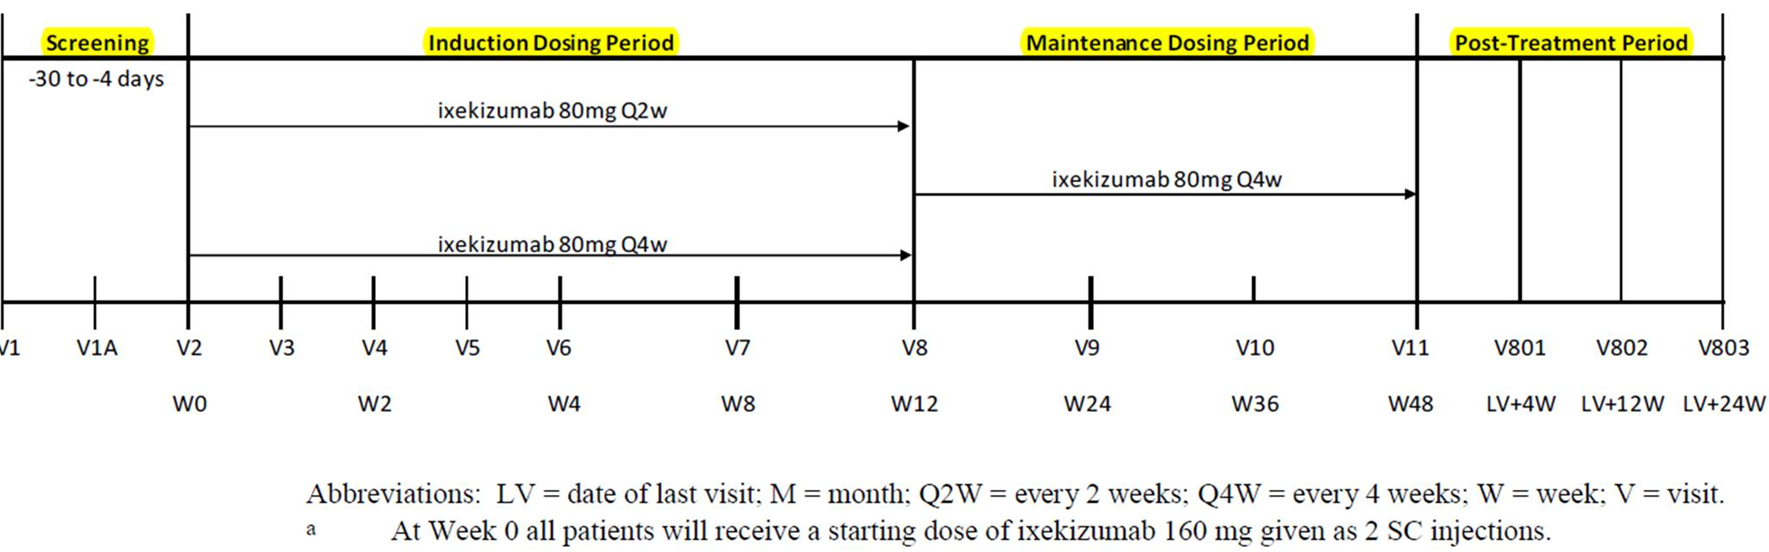 Screening Induction Dosing Period Maintenance Dosing Period Post-Treatment Period
-30 to -4 days
ixekizumab 80mg Q2w
ixekizumab 80mg Q4w
ixekizumab 80mg Q4w
V1 V1A V2 V3 V4 V5 V6 V7 V8 V9 V10 V11 V801 V802 V803
W0 W2 W4 W8 W12 W24 W36 W48 LV+4W LV+12W LV+24W
Abbreviations: LV = date of last visit; M = month; Q2W = every 2 weeks; Q4W = every 4 weeks; W = week; V = visit.
a At Week 0 all patients will receive a starting dose of ixekizumab 160 mg given as 2 SC injections.